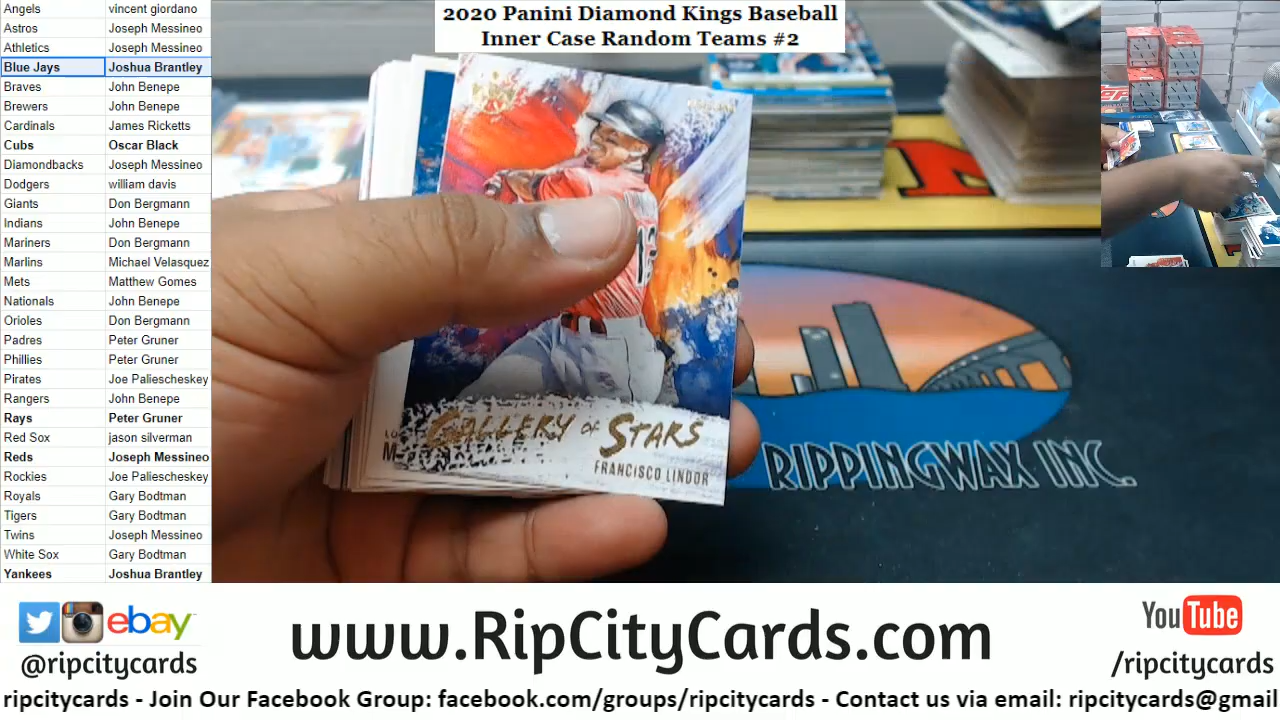 2020 Panini Diamond Kings Baseball
Inner Case Random Teams #2
Angels vincent giordano
Astros Joseph Messineo
Athletics Joseph Messineo
Blue Jays Joshua Brantley
Braves John Benepe
Brewers John Benepe
Cardinals James Ricketts
Cubs Oscar Black
Diamondbacks Joseph Messineo
Dodgers william davis
Giants Don Bergmann
Indians John Benepe
Mariners Don Bergmann
Marlins Michael Velasquez
Mets Matthew Gomes
Nationals John Benepe
Orioles Don Bergmann
Padres Peter Gruner
Phillies Peter Gruner
Pirates Joe Paliescheskey
Rangers John Benepe
Rays Peter Gruner
Red Sox jason silverman
Reds Joseph Messineo
Rockies Joe Paliescheskey
Royals Gary Bodtman
Tigers Gary Bodtman
Twins Joseph Messineo
White Sox Gary Bodtman
Yankees Joshua Brantley
GALLERY OF STARS
FRANCISCO LINDOR
RIPPINGWAX INC.
ebay
@ripcitycards
www.RipCityCards.com
YouTube
/ripcitycards
ripcitycards - Join Our Facebook Group: facebook.com/groups/ripcitycards - Contact us via email: ripcitycards@gmail